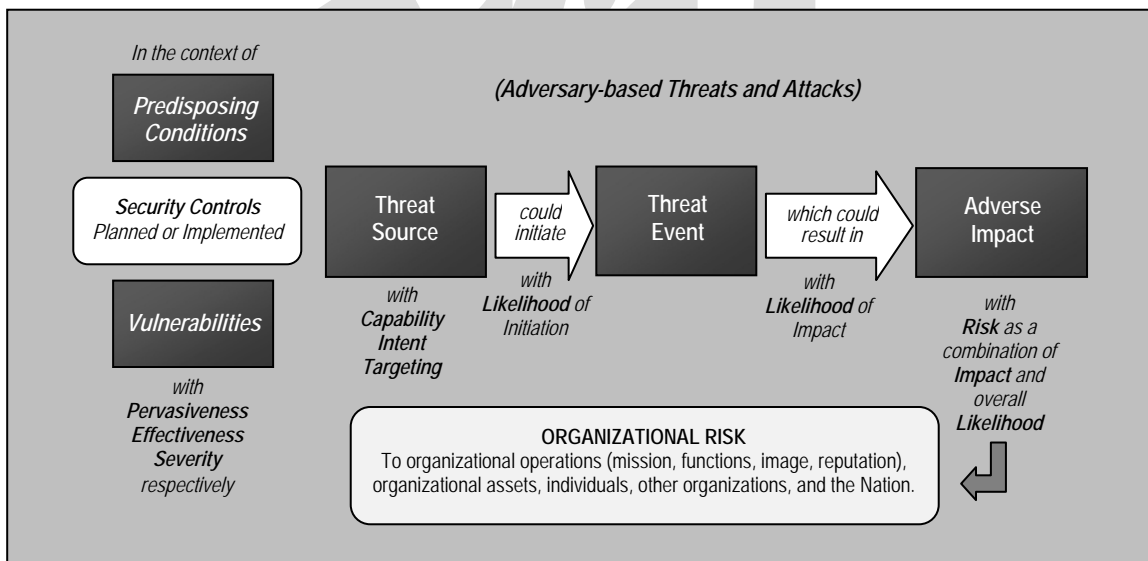 In the context of
Predisposing
Conditions
Security Controls
Planned or Implemented
Vulnerabilities
with
Pervasiveness
Effectiveness
Severity
respectively
(Adversary-based Threats and Attacks)
Threat
Source
with
Capability
Intent
Targeting
could
initiate
with
Likelihood of
Initiation
Threat
Event
which could
result in
with
Likelihood of
Impact
Adverse
Impact
with
Risk as a
combination of
Impact and
overall
Likelihood
ORGANIZATIONAL RISK
To organizational operations (mission, functions, image, reputation),
organizational assets, individuals, other organizations, and the Nation.